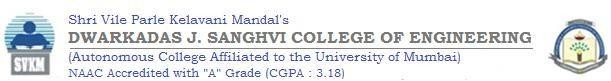 Shri Vile Parle Kelavani Mandal's
DWARKADAS J. SANGHVI COLLEGE OF ENGINEERING
(Autonomous College Affiliated to the University of Mumbai)
NAAC Accredited with "A" Grade (CGPA : 3.18)
SVKM